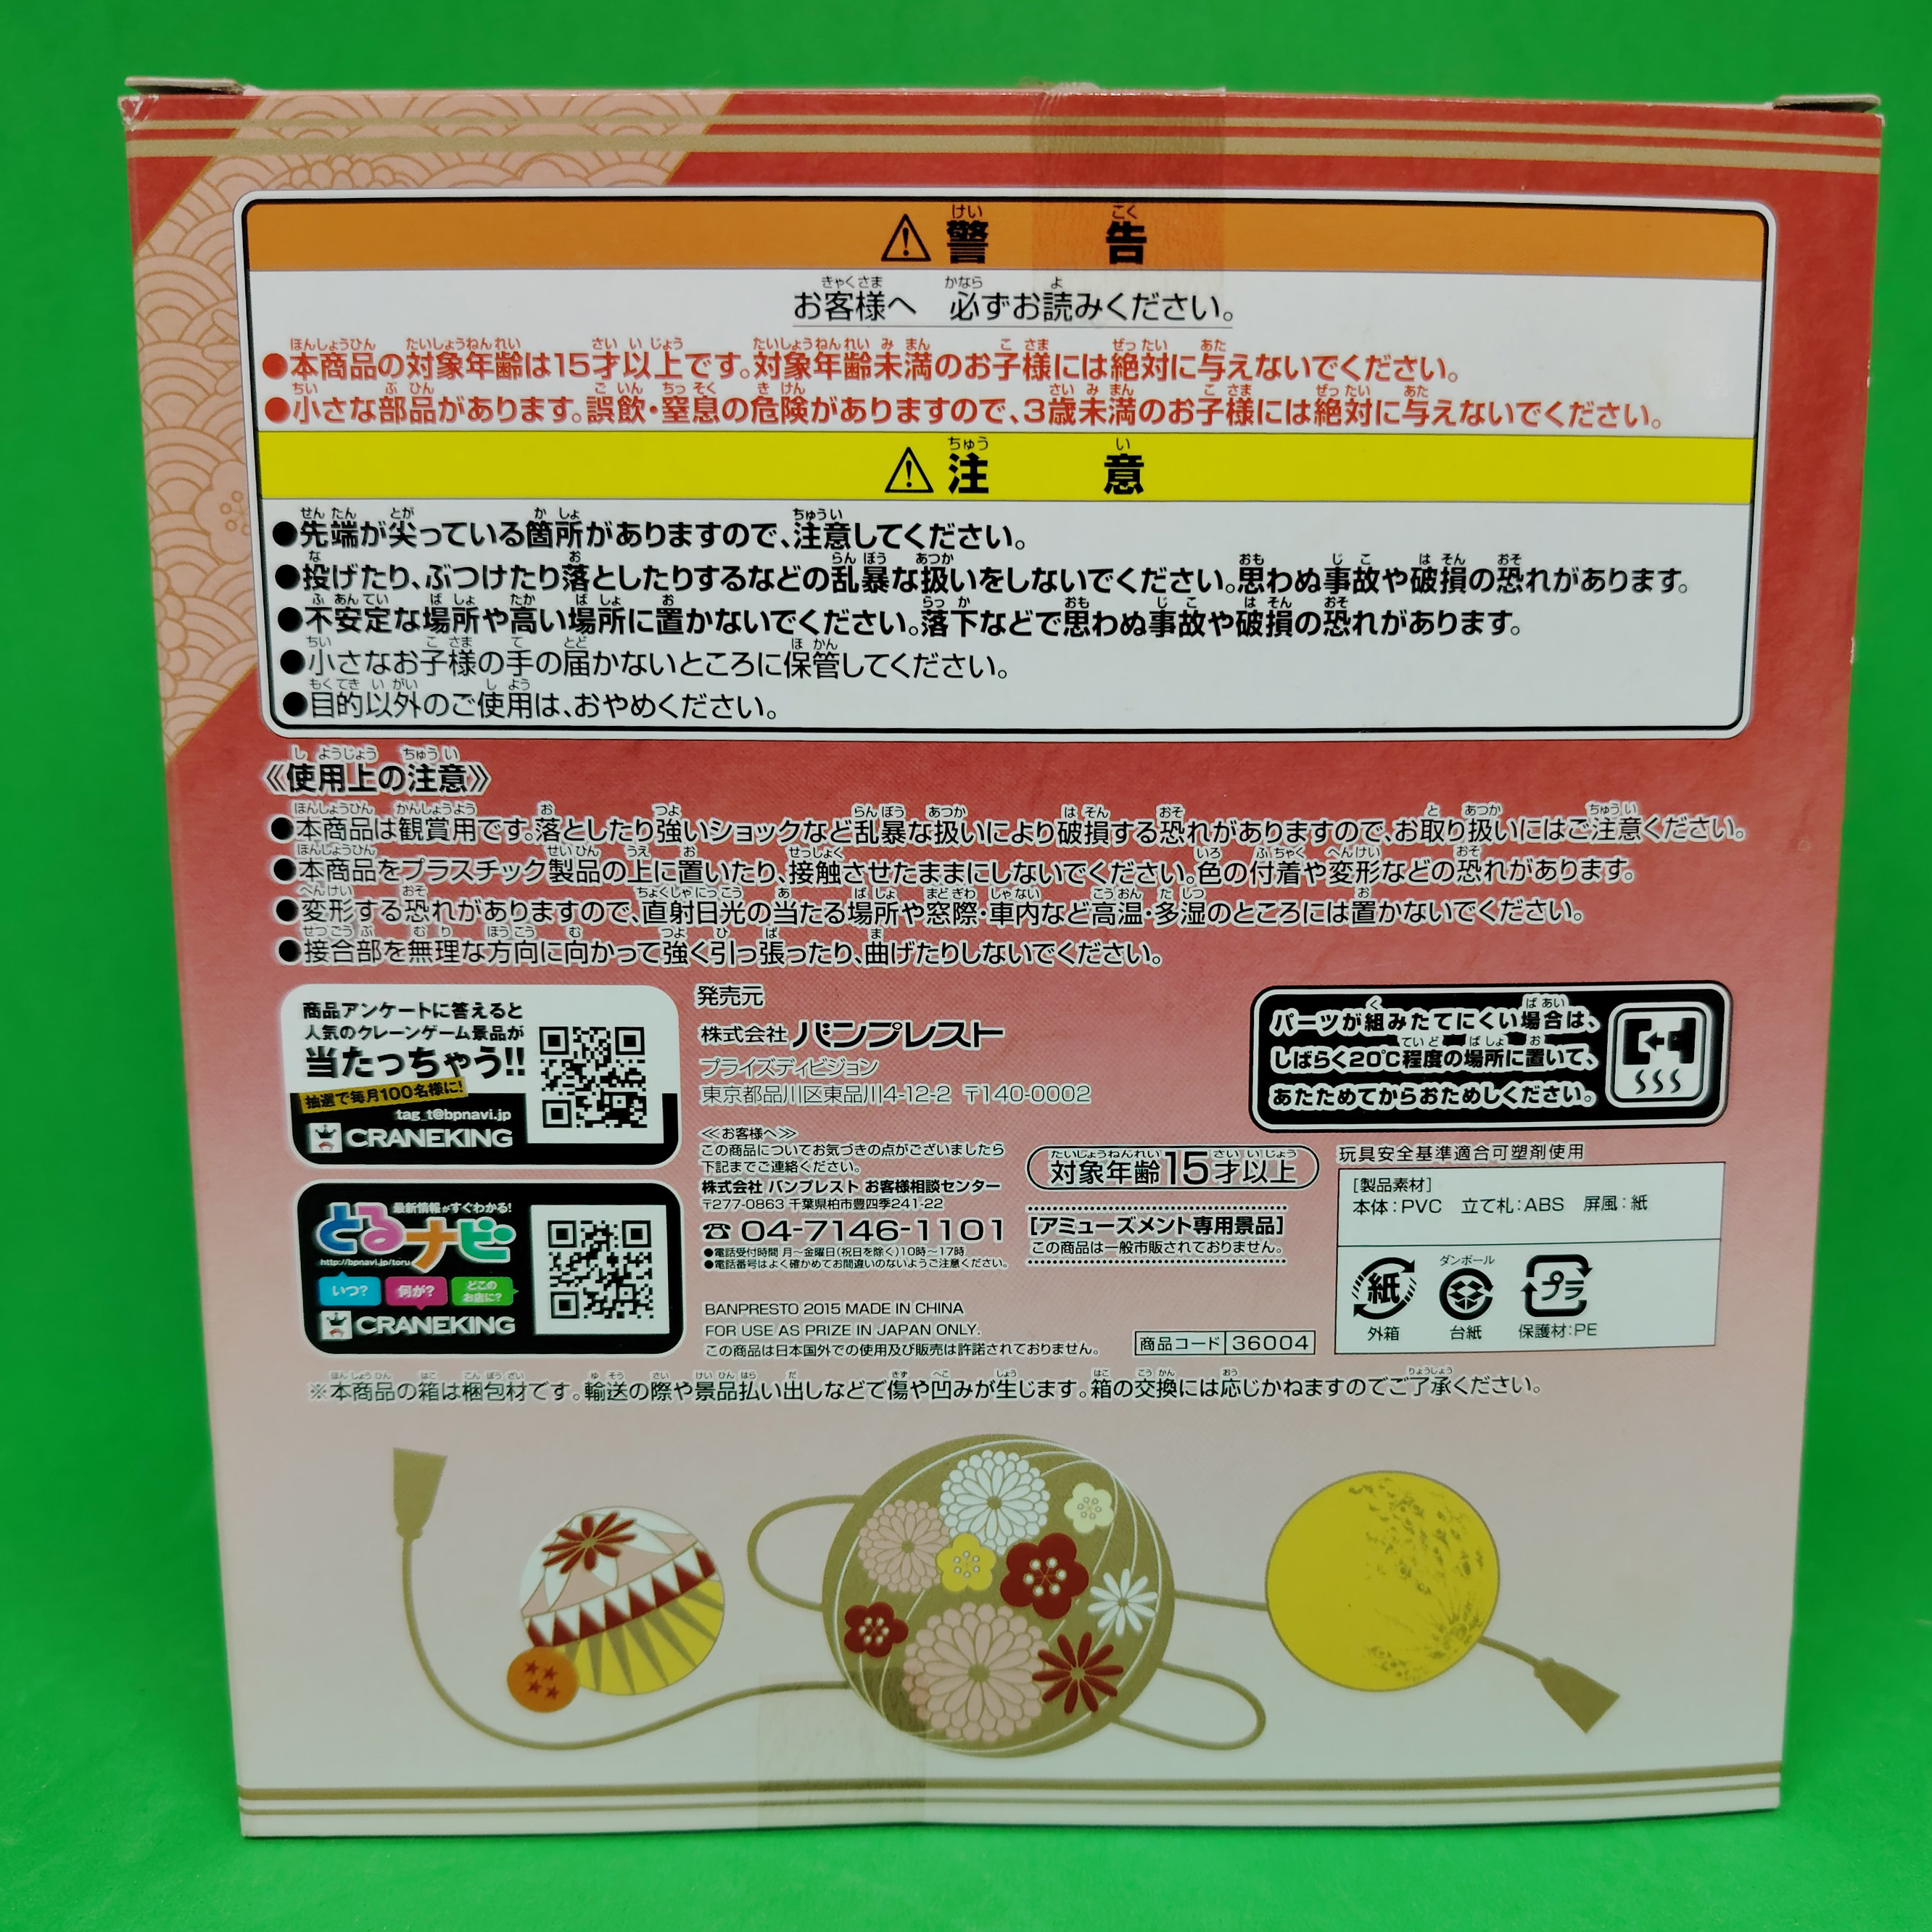 ⚠警告
お客様へ 必ずお読みください。
●本商品の対象年齢は15才以上です。対象年齢未満のお子様には絶対に与えないでください。
●小さな部品があります。誤飲・窒息の危険がありますので、3歳未満のお子様には絶対に与えないでください。
⚠注意
●先端が尖っている箇所がありますので、注意してください。
●投げたり、ぶつけたり落としたりするなどの乱暴な扱いをしないでください。思わぬ事故や破損の恐れがあります。
●不安定な場所や高い場所に置かないでください。落下などで思わぬ事故や破損の恐れがあります。
●小さなお子様の手の届かないところに保管してください。
●目的以外のご使用は、おやめください。
《使用上の注意》
●本商品は観賞用です。落としたり強いショックなど乱暴な扱いにより破損する恐れがありますので、お取り扱いにはご注意ください。
●本商品をプラスチック製品の上に置いたり、接触させたままにしないでください。色の付着や変形などの恐れがあります。
●変形する恐れがありますので、直射日光の当たる場所や窓際・車内など高温・多湿のところには置かないでください。
●接合部を無理な方向に向かって強く引っ張ったり、曲げたりしないでください。
商品アンケートに答えると
人気のクレーンゲーム景品が
当たっちゃう!!
抽選で毎月100名様に!
tag_t@bpnavi.jp
CRANEKING
最新情報がすぐわかる!
とるナビ
http://bpnavi.jp/toru
いつ?
何が?
どこのお店に?
CRANEKING
発売元
株式会社 バンプレスト
プライズディビジョン
東京都品川区東品川4-12-2 〒140-0002
≪お客様へ≫
この商品についてお気づきの点がございましたら
下記までご連絡ください。
株式会社 バンプレスト お客様相談センター
〒277-0863 千葉県柏市豊四季241-22
☎ 04-7146-1101
●電話受付時間 月〜金曜日(祝日を除く)10時〜17時
●電話番号はよく確かめてお間違いのないようご注意ください。
BANPRESTO 2015 MADE IN CHINA
FOR USE AS PRIZE IN JAPAN ONLY.
この商品は日本国外での使用及び販売は許諾されておりません。
対象年齢15才以上
[アミューズメント専用景品]
この商品は一般市販されておりません。
商品コード 36004
パーツが組みたてにくい場合は、
しばらく20℃程度の場所に置いて、
あたためてからおためしください。
玩具安全基準適合可塑剤使用
[製品素材]
本体:PVC 立て札:ABS 屏風:紙
紙
外箱
ダンボール
台紙
プラ
保護材:PE
※本商品の箱は梱包材です。輸送の際や景品払い出しなどで傷や凹みが生じます。箱の交換には応じかねますのでご了承ください。